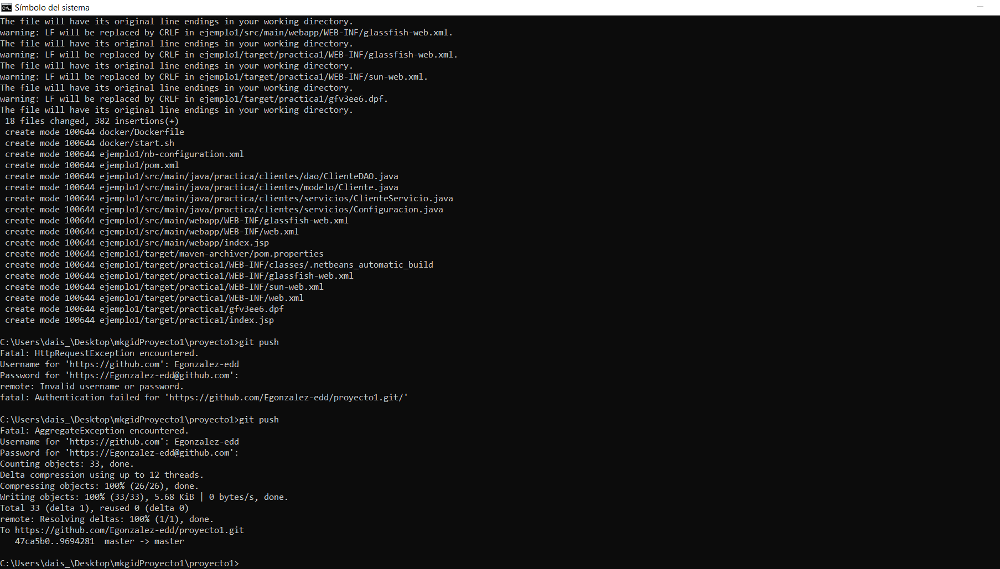 Símbolo del sistema
The file will have its original line endings in your working directory.
warning: LF will be replaced by CRLF in ejemplo1/src/main/webapp/WEB-INF/glassfish-web.xml.
The file will have its original line endings in your working directory.
warning: LF will be replaced by CRLF in ejemplo1/target/practica1/WEB-INF/glassfish-web.xml.
The file will have its original line endings in your working directory.
warning: LF will be replaced by CRLF in ejemplo1/target/practica1/WEB-INF/sun-web.xml.
The file will have its original line endings in your working directory.
warning: LF will be replaced by CRLF in ejemplo1/target/practica1/gfv3ee6.dpf.
The file will have its original line endings in your working directory.
 18 files changed, 382 insertions(+)
 create mode 100644 docker/Dockerfile
 create mode 100644 docker/start.sh
 create mode 100644 ejemplo1/nb-configuration.xml
 create mode 100644 ejemplo1/pom.xml
 create mode 100644 ejemplo1/src/main/java/practica/clientes/dao/ClienteDAO.java
 create mode 100644 ejemplo1/src/main/java/practica/clientes/modelo/Cliente.java
 create mode 100644 ejemplo1/src/main/java/practica/clientes/servicios/ClienteServicio.java
 create mode 100644 ejemplo1/src/main/java/practica/clientes/servicios/Configuracion.java
 create mode 100644 ejemplo1/src/main/webapp/WEB-INF/glassfish-web.xml
 create mode 100644 ejemplo1/src/main/webapp/WEB-INF/web.xml
 create mode 100644 ejemplo1/src/main/webapp/index.jsp
 create mode 100644 ejemplo1/target/maven-archiver/pom.properties
 create mode 100644 ejemplo1/target/practica1/WEB-INF/classes/.netbeans_automatic_build
 create mode 100644 ejemplo1/target/practica1/WEB-INF/glassfish-web.xml
 create mode 100644 ejemplo1/target/practica1/WEB-INF/sun-web.xml
 create mode 100644 ejemplo1/target/practica1/WEB-INF/web.xml
 create mode 100644 ejemplo1/target/practica1/gfv3ee6.dpf
 create mode 100644 ejemplo1/target/practica1/index.jsp
C:\Users\dais_\Desktop\mkgidProyecto1\proyecto1>git push
Fatal: HttpRequestException encountered.
Username for 'https://github.com': Egonzalez-edd
Password for 'https://Egonzalez-edd@github.com':
remote: Invalid username or password.
fatal: Authentication failed for 'https://github.com/Egonzalez-edd/proyecto1.git/'
C:\Users\dais_\Desktop\mkgidProyecto1\proyecto1>git push
Fatal: AggregateException encountered.
Username for 'https://github.com': Egonzalez-edd
Password for 'https://Egonzalez-edd@github.com':
Counting objects: 33, done.
Delta compression using up to 12 threads.
Compressing objects: 100% (26/26), done.
Writing objects: 100% (33/33), 5.68 KiB | 0 bytes/s, done.
Total 33 (delta 1), reused 0 (delta 0)
remote: Resolving deltas: 100% (1/1), done.
To https://github.com/Egonzalez-edd/proyecto1.git
   47ca5b0..9694281  master -> master
C:\Users\dais_\Desktop\mkgidProyecto1\proyecto1>